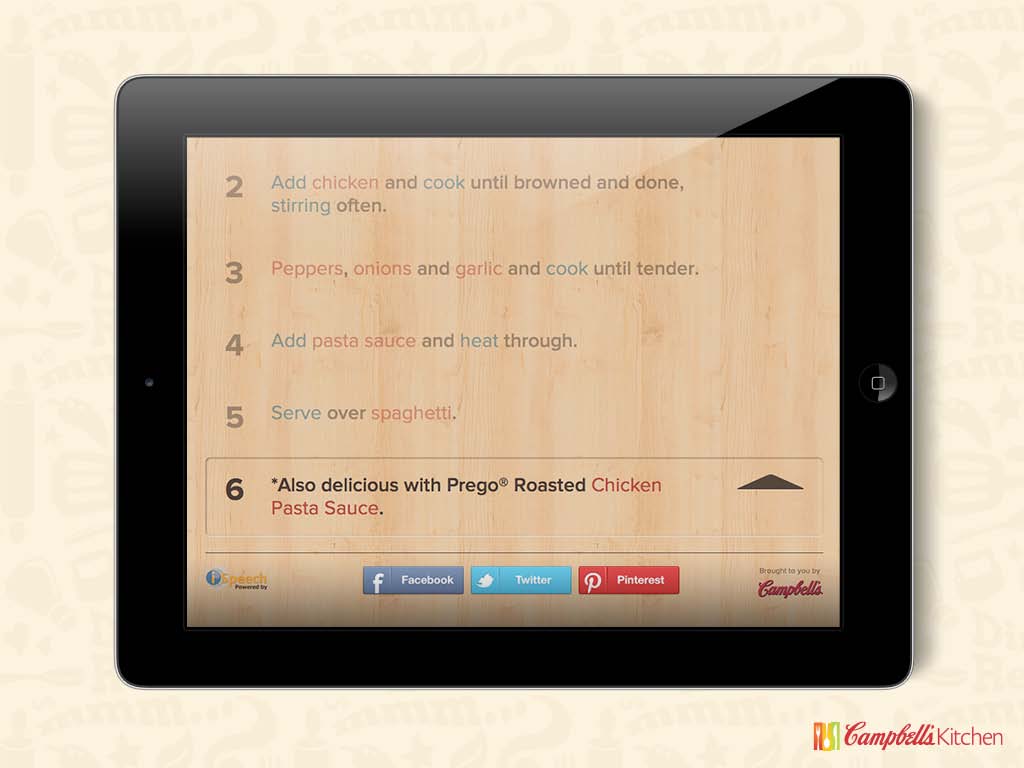 2
Add chicken and cook until browned and done,
stirring often.
3
Peppers, onions and garlic and cook until tender.
4
Add pasta sauce and heat through.
5
Serve over spaghetti.
6
*Also delicious with Prego® Roasted Chicken
Pasta Sauce.
iSpeech
Powered by
Facebook
Twitter
Pinterest
Brought to you by
Campbell's
Campbell's Kitchen